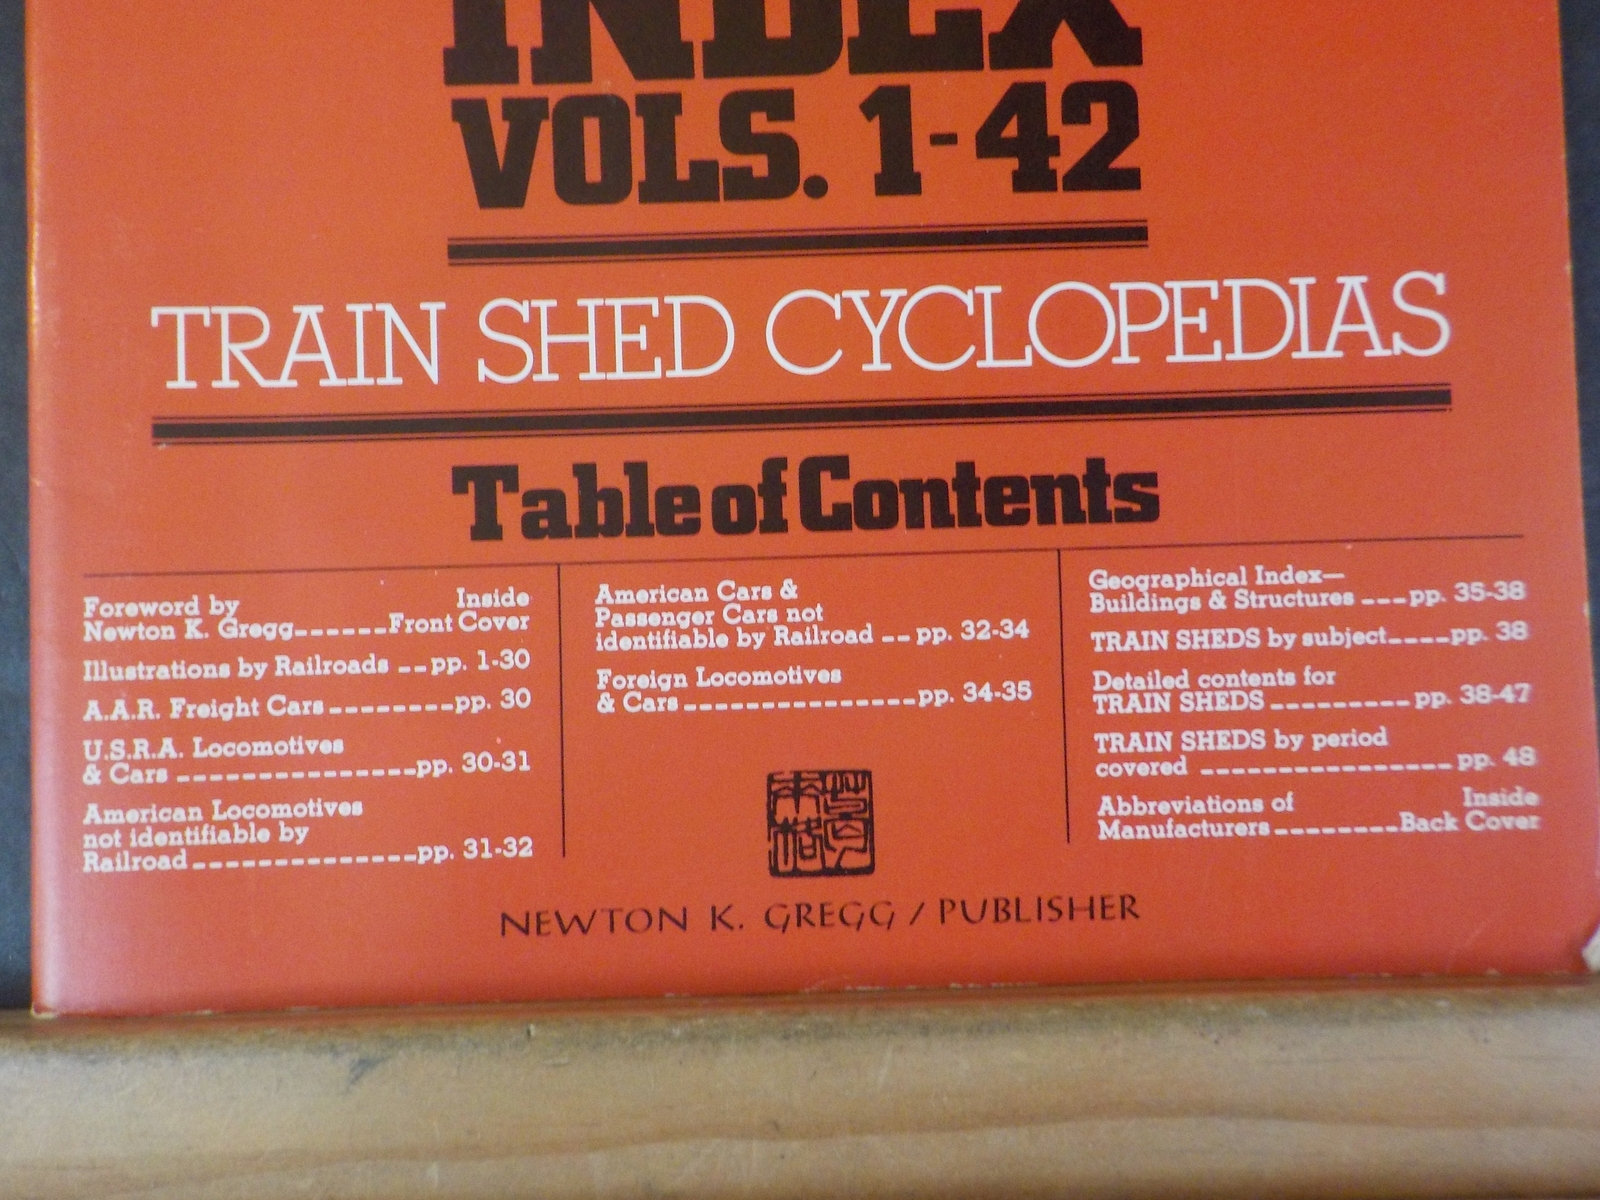 INDEX
VOLS. 1-42
TRAIN SHED CYCLOPEDIAS
Table of Contents
Foreword by Inside
Newton K. Gregg------Front Cover
Illustrations by Railroads --pp. 1-30
A.A.R. Freight Cars--------pp. 30
U.S.R.A. Locomotives
& Cars ---------------pp. 30-31
American Locomotives
not identifiable by
Railroad--------------pp. 31-32
American Cars &
Passenger Cars not
identifiable by Railroad --pp. 32-34
Foreign Locomotives
& Cars---------------pp. 34-35
Geographical Index—
Buildings & Structures ---pp. 35-38
TRAIN SHEDS by subject----pp. 38
Detailed contents for
TRAIN SHEDS ---------pp. 38-47
TRAIN SHEDS by period
covered ----------------pp. 48
Abbreviations of Inside
Manufacturers--------Back Cover
NEWTON K. GREGG / PUBLISHER